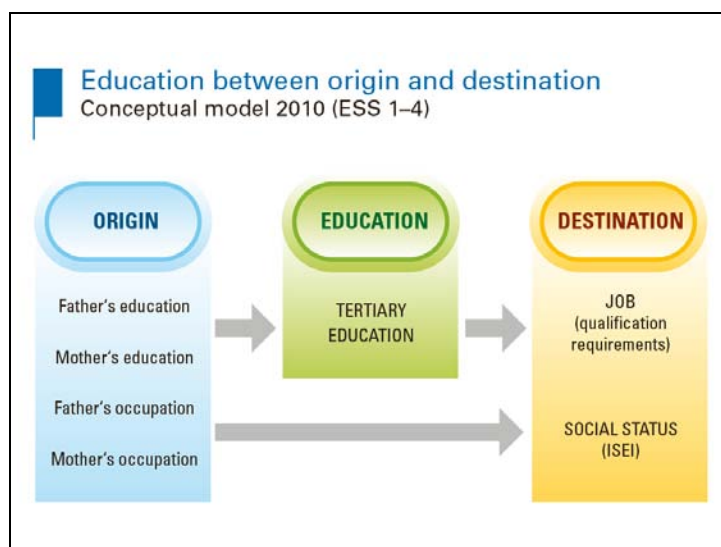 Education between origin and destination
Conceptual model 2010 (ESS 1–4)
ORIGIN
Father's education
Mother's education
Father's occupation
Mother's occupation
EDUCATION
TERTIARY
EDUCATION
DESTINATION
JOB
(qualification
requirements)
SOCIAL STATUS
(ISEI)